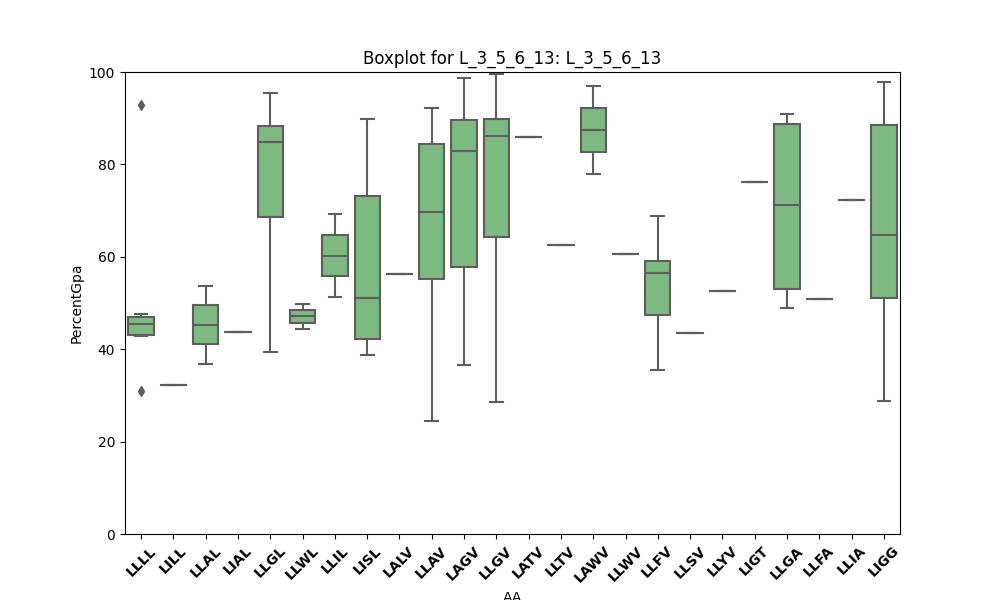 Boxplot for L_3_5_6_13: L_3_5_6_13
100
80
60
40
20
0
PercentGpa
LLLL LILL LLAL LIAL LLGL LLWL LLIL LISL LALV LLAV LAGV LLGV LATV LLTV LAWV LLWV LLFV LLSV LLYV LIGT LLGA LLFA LLIA LIGG
AA